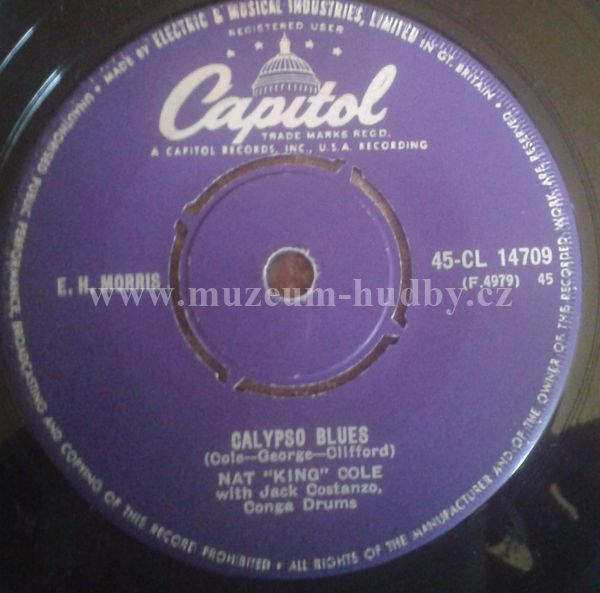 MADE BY ELECTRIC & MUSICAL INDUSTRIES, LIMITED IN GT. BRITAIN • ALL RIGHTS OF THE MANUFACTURER AND OF THE OWNER OF THE RECORDED WORK ARE RESERVED • UNAUTHORISED PUBLIC PERFORMANCE, BROADCASTING AND COPYING OF THIS RECORD PROHIBITED •
REGISTERED USER
Capitol
TRADE MARKS REGD.
A CAPITOL RECORDS, INC., U.S.A. RECORDING
45-CL 14709
E. H. MORRIS
(F.4979) 45
www.muzeum-hudby.cz
CALYPSO BLUES
(Cole—George—Clifford)
NAT "KING" COLE
with Jack Costanzo,
Conga Drums